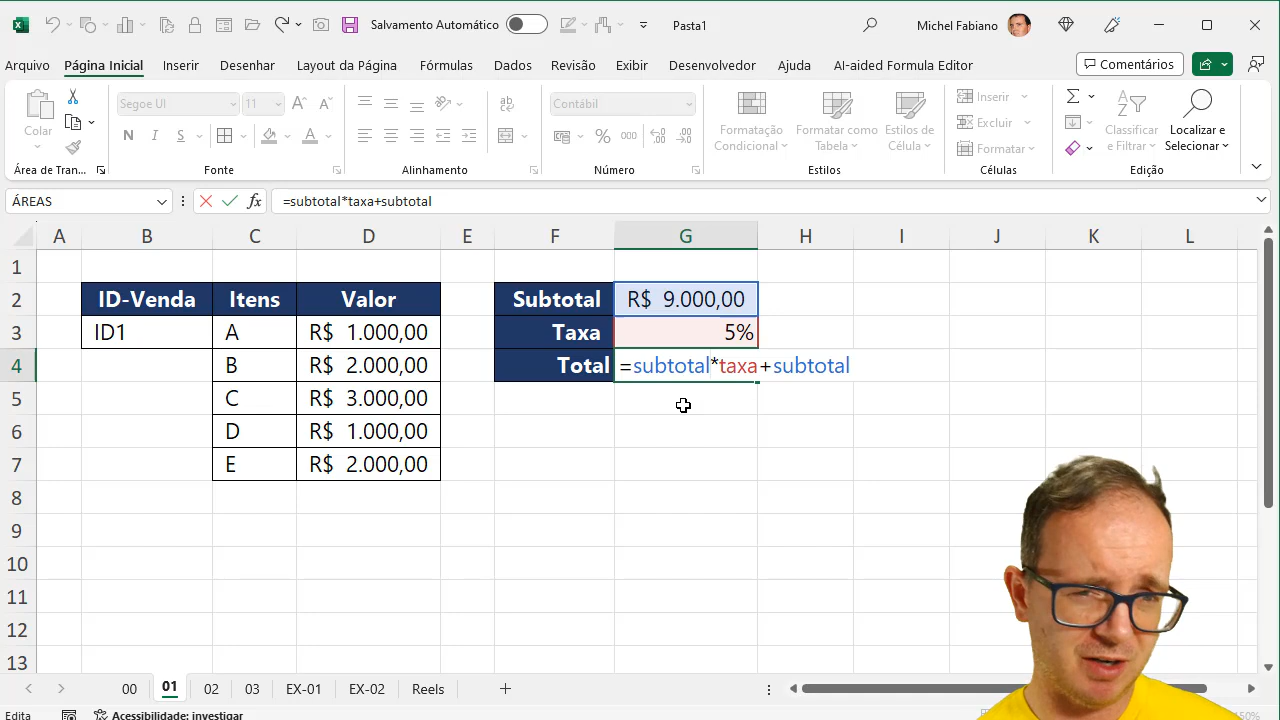 Salvamento Automático
Pasta1
Michel Fabiano
Arquivo Página Inicial Inserir Desenhar Layout da Página Fórmulas Dados Revisão Exibir Desenvolvedor Ajuda AI-aided Formula Editor
Comentários
Colar
Área de Tran...
Segoe UI 11
N I S
Fonte
Alinhamento
Contábil
% 000
Número
Formatação Condicional
Formatar como Tabela
Estilos de Célula
Estilos
Inserir
Excluir
Formatar
Células
Classificar e Filtrar
Localizar e Selecionar
Edição
ÁREAS
=subtotal*taxa+subtotal
A B C D E F G H I J K L
1
2 ID-Venda Itens Valor Subtotal R$ 9.000,00
3 ID1 A R$ 1.000,00 Taxa 5%
4 B R$ 2.000,00 Total =subtotal*taxa+subtotal
5 C R$ 3.000,00
6 D R$ 1.000,00
7 E R$ 2.000,00
8
9
10
11
12
13
00 01 02 03 EX-01 EX-02 Reels
Edita Acessibilidade: investigar
150%